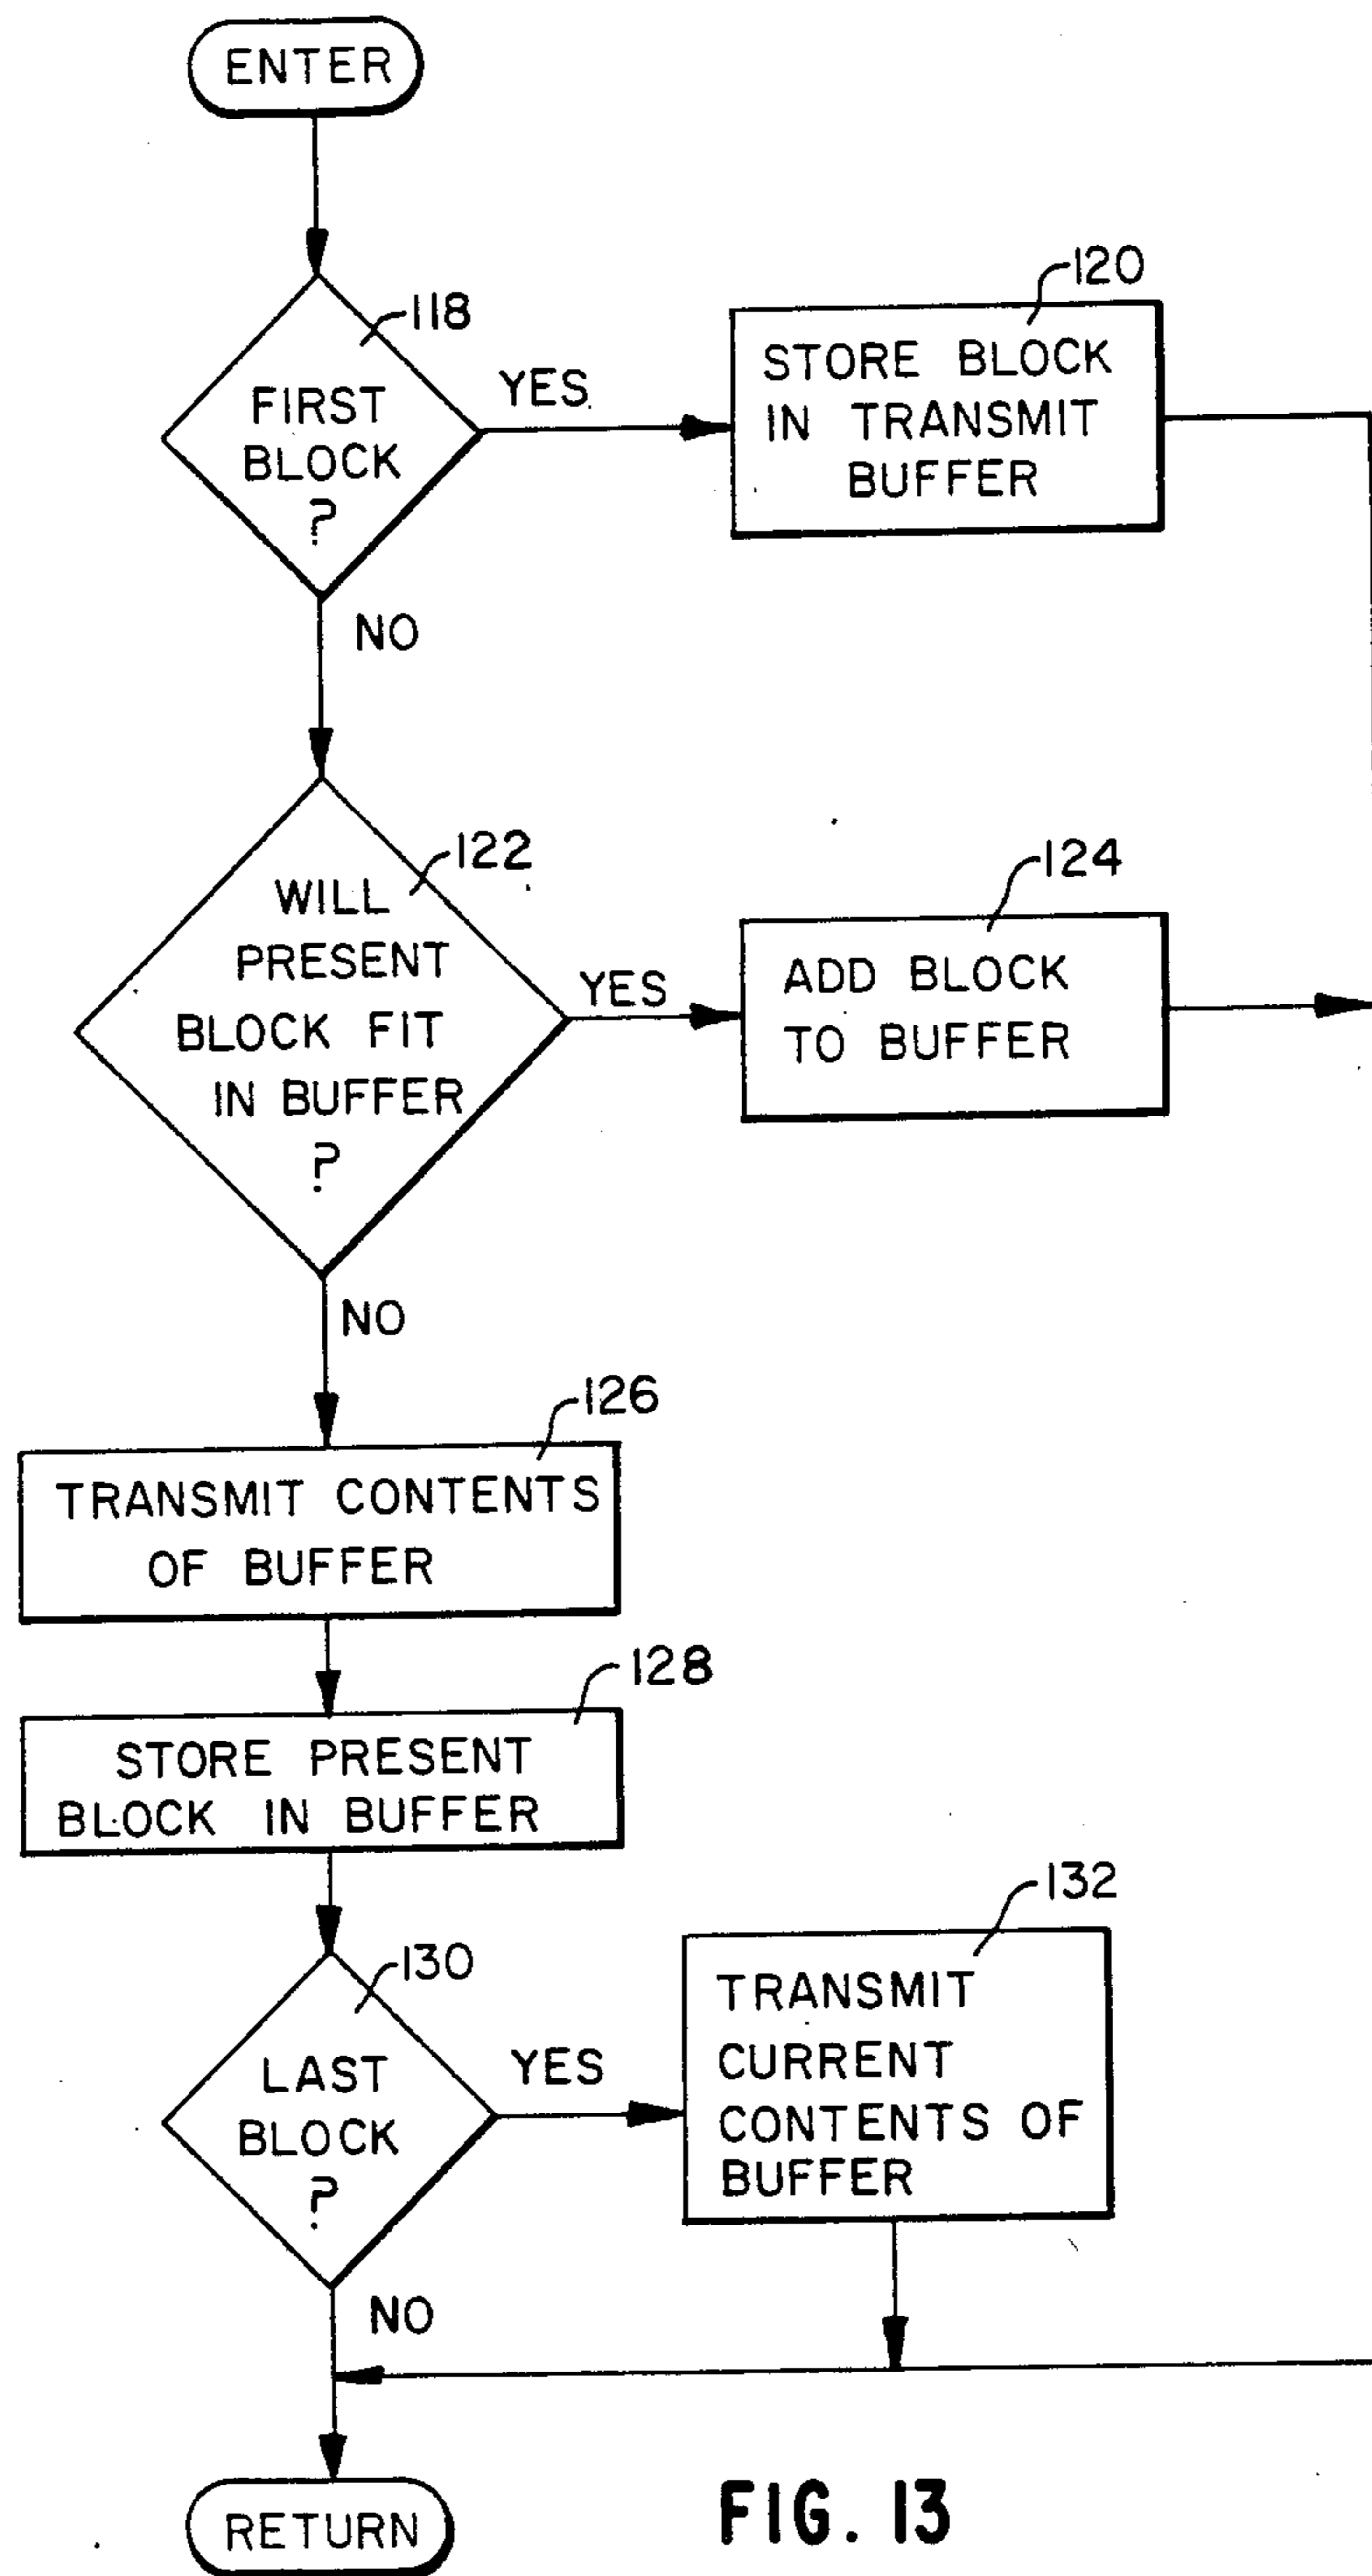 ENTER
118
FIRST
BLOCK
?
YES
120
STORE BLOCK
IN TRANSMIT
BUFFER
NO
122
WILL
PRESENT
BLOCK FIT
IN BUFFER
?
YES
124
ADD BLOCK
TO BUFFER
NO
126
TRANSMIT CONTENTS
OF BUFFER
128
STORE PRESENT
BLOCK IN BUFFER
130
LAST
BLOCK
?
YES
132
TRANSMIT
CURRENT
CONTENTS OF
BUFFER
NO
RETURN
FIG. 13